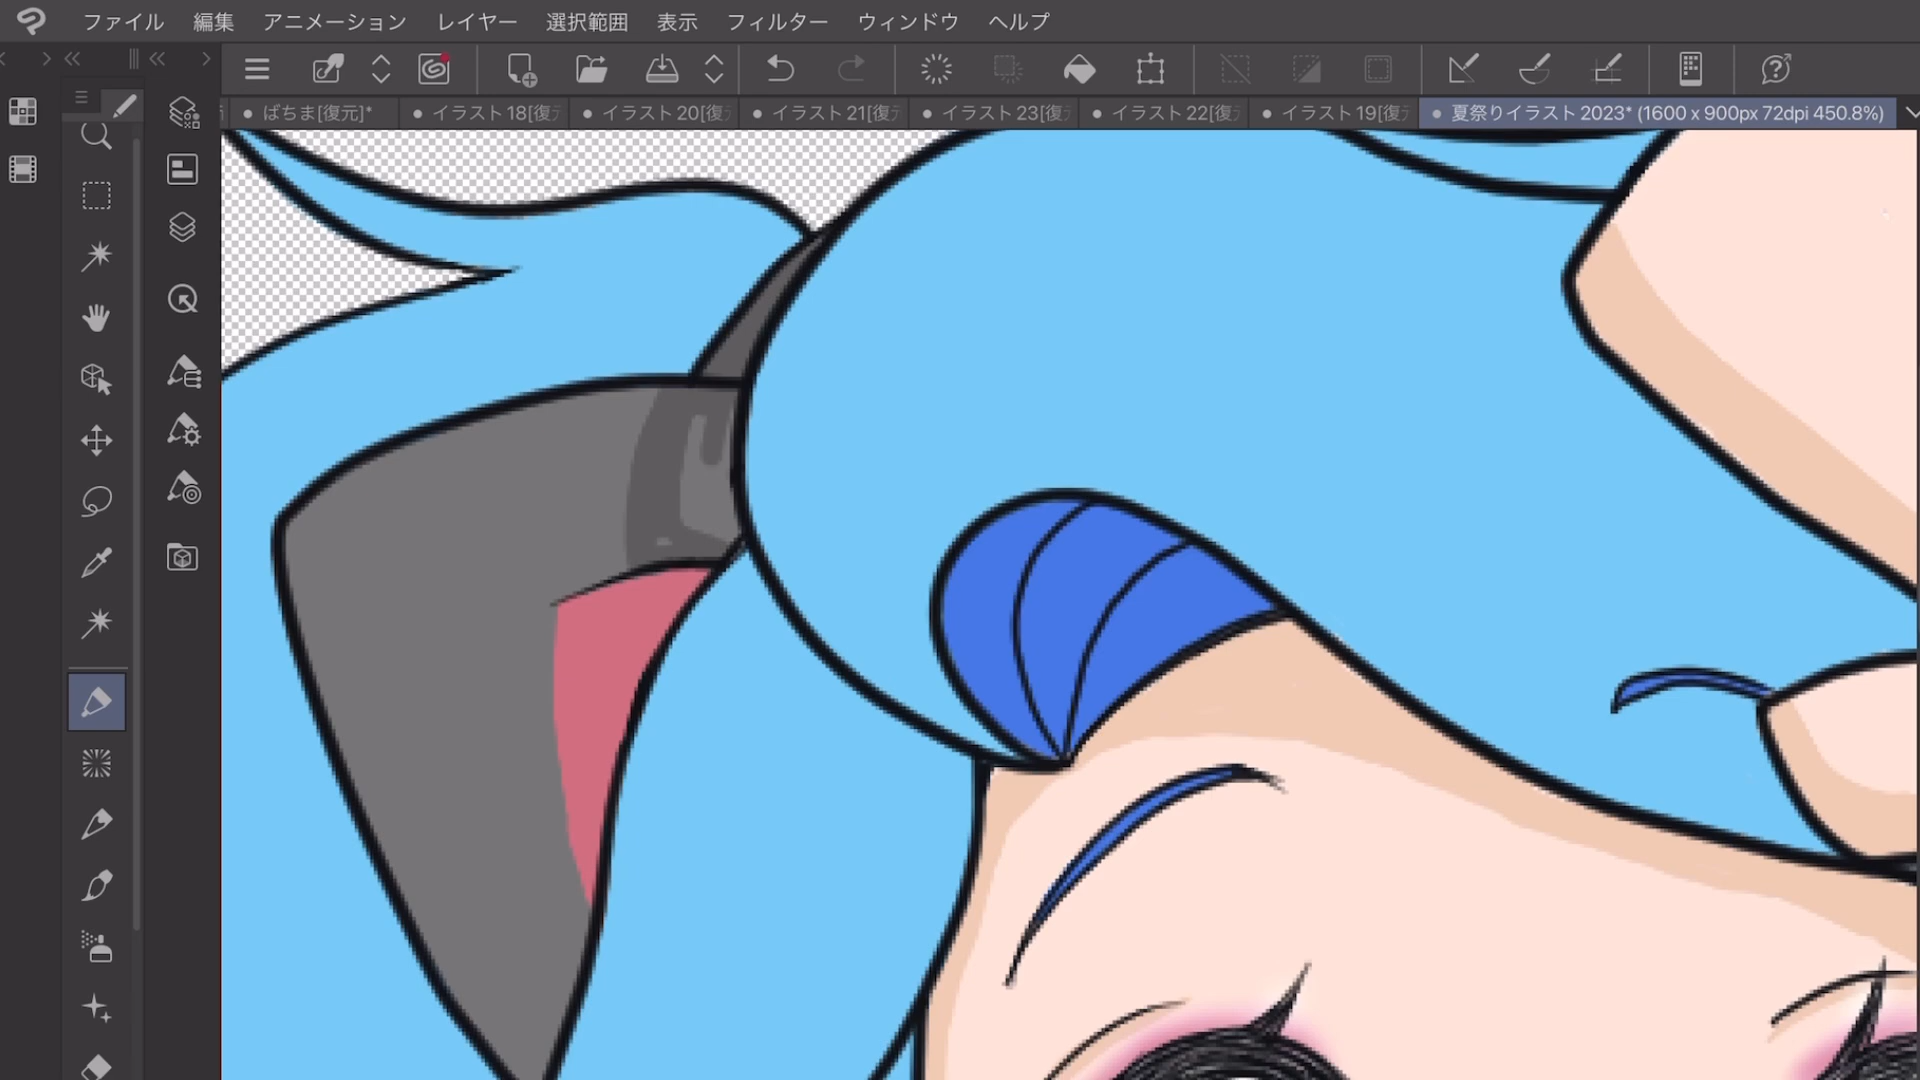 ファイル 編集 アニメーション レイヤー 選択範囲 表示 フィルター ウィンドウ ヘルプ
ばちま[復元]* イラスト18[復 イラスト20[復 イラスト21[復 イラスト23[復 イラスト22[復 イラスト19[復 夏祭りイラスト2023* (1600 x 900px 72dpi 450.8%)